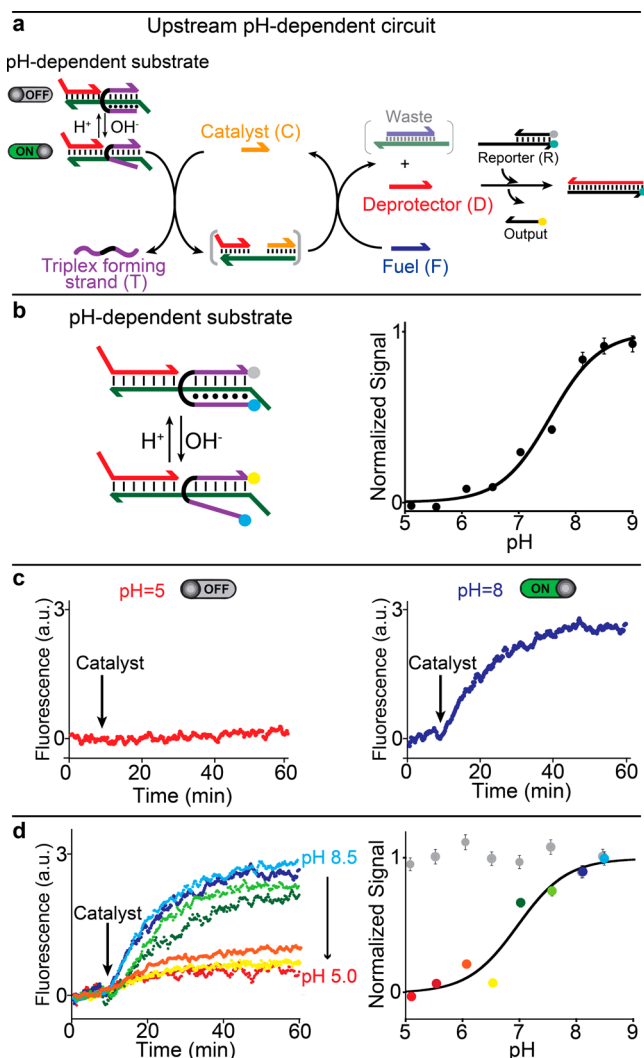 a Upstream pH-dependent circuit
pH-dependent substrate
OFF
H+ OH-
ON
Catalyst (C)
Waste
+
Deprotector (D)
Reporter (R)
Output
Triplex forming
strand (T)
Fuel (F)
b pH-dependent substrate
H+ OH-
Normalized Signal
1
0
5 6 7 8 9
pH
c pH=5 OFF
Fluorescence (a.u.)
3
Catalyst
0
0 20 40 60
Time (min)
pH=8 ON
Fluorescence (a.u.)
3
Catalyst
0
0 20 40 60
Time (min)
d
Fluorescence (a.u.)
3
pH 8.5
Catalyst
pH 5.0
0
0 20 40 60
Time (min)
Normalized Signal
1
0
5 6 7 8 9
pH